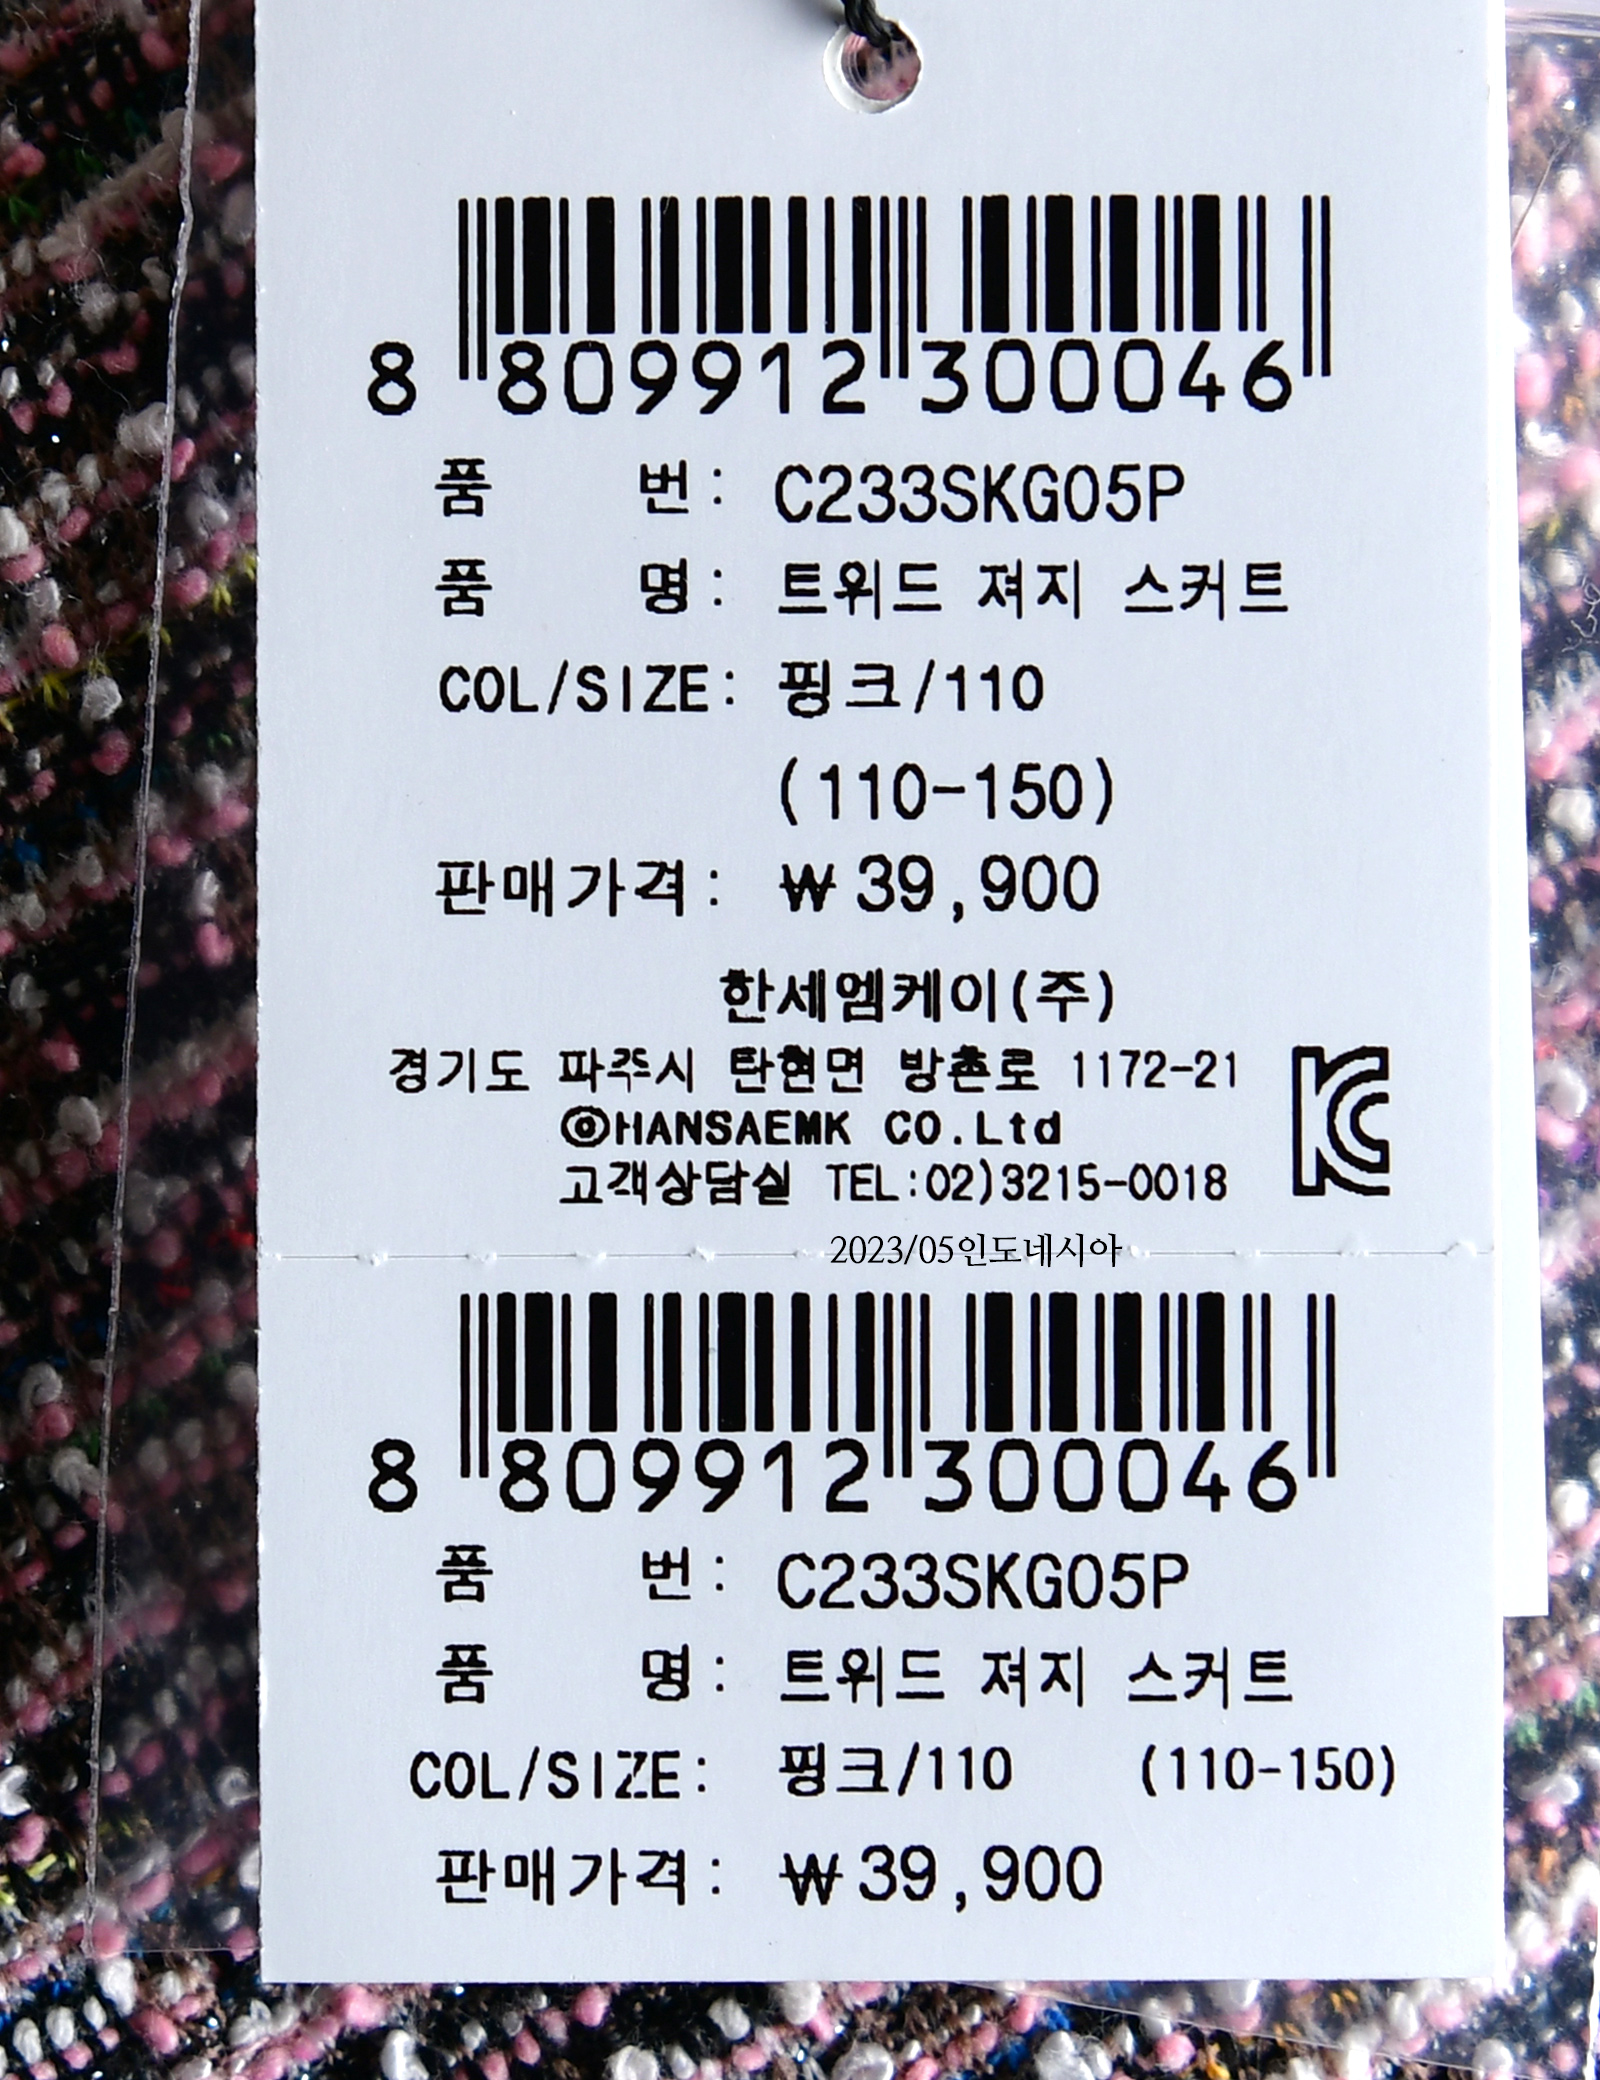 8 809912 300046
품 번: C233SKG05P
품 명: 트위드 져지 스커트
COL/SIZE: 핑크/110
(110-150)
판매가격: ₩39,900
한세엠케이(주)
경기도 파주시 탄현면 방촌로 1172-21
ⓞHANSAEMK CO.Ltd
고객상담실 TEL:02)3215-0018
KC
2023/05인도네시아
8 809912 300046
품 번: C233SKG05P
품 명: 트위드 져지 스커트
COL/SIZE: 핑크/110 (110-150)
판매가격: ₩39,900